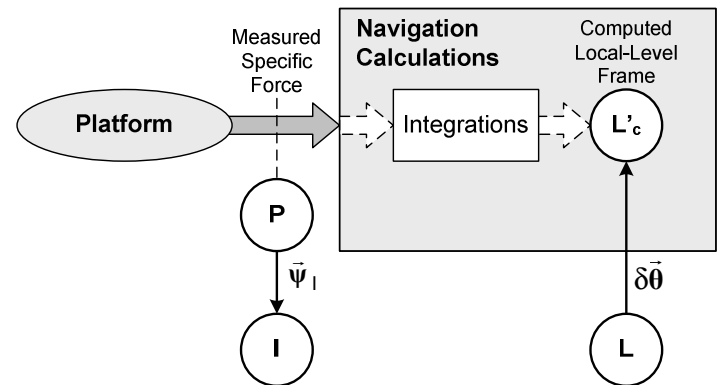 Measured
Specific
Force
Navigation
Calculations
Computed
Local-Level
Frame
Platform
Integrations
L'c
P
ψ⃗ I
δθ⃗
I
L